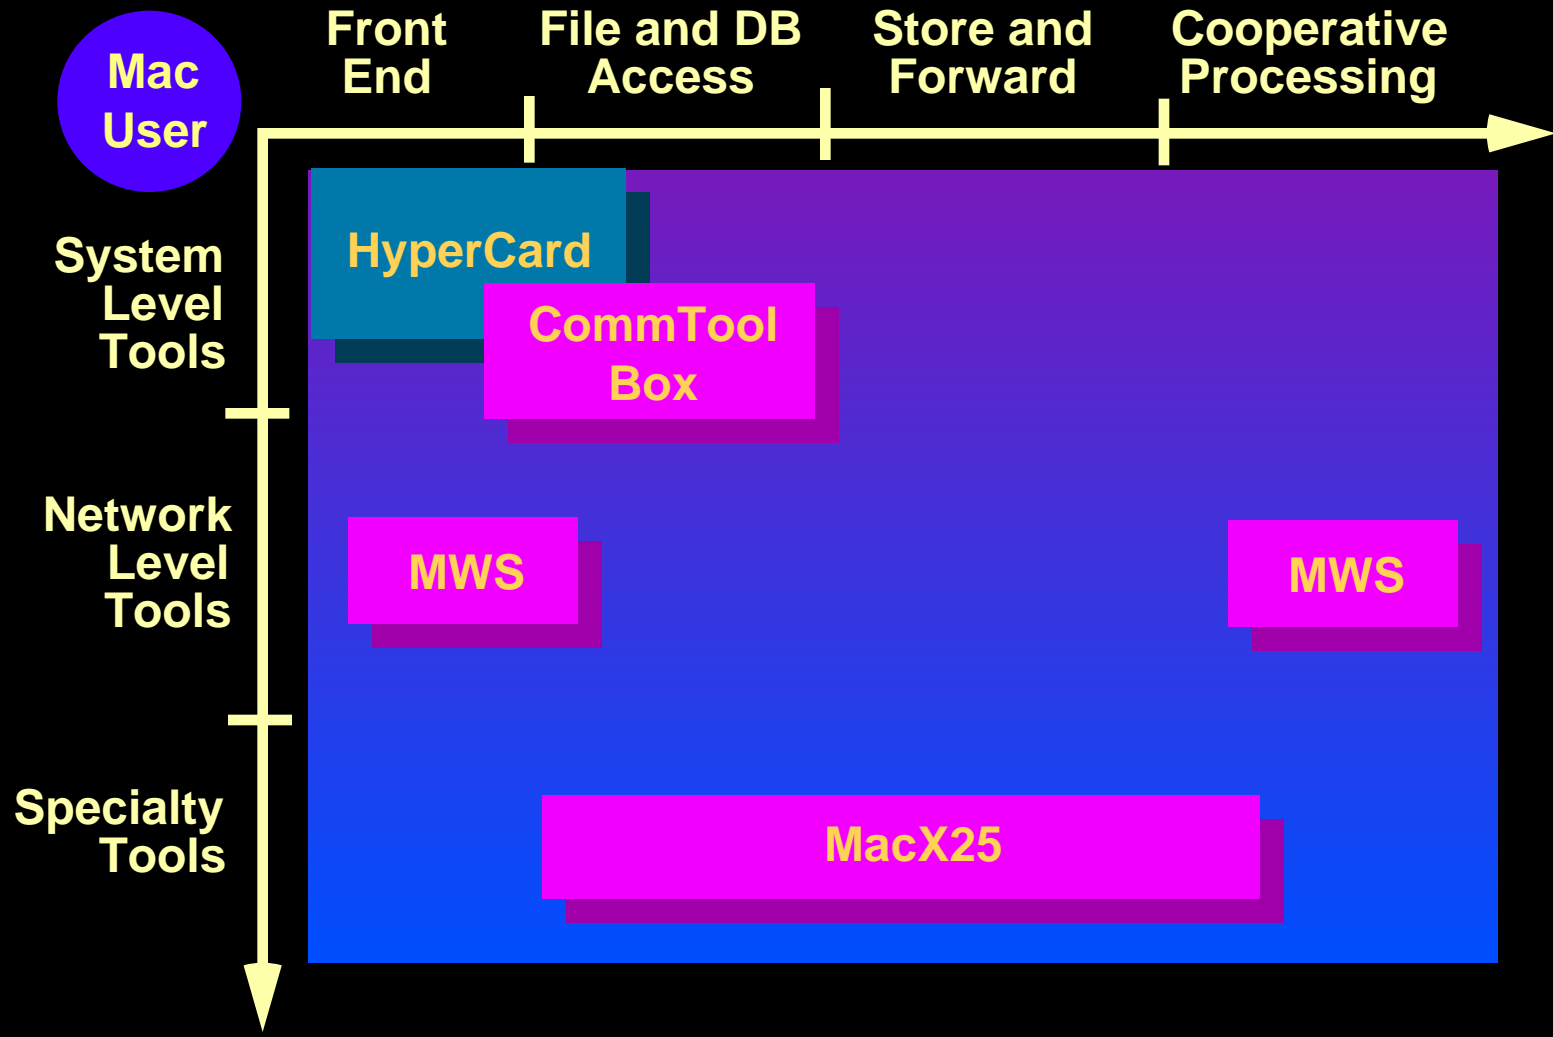 Mac
User
Front
End
File and DB
Access
Store and
Forward
Cooperative
Processing
System
Level
Tools
HyperCard
CommTool
Box
Network
Level
Tools
MWS
MWS
Specialty
Tools
MacX25